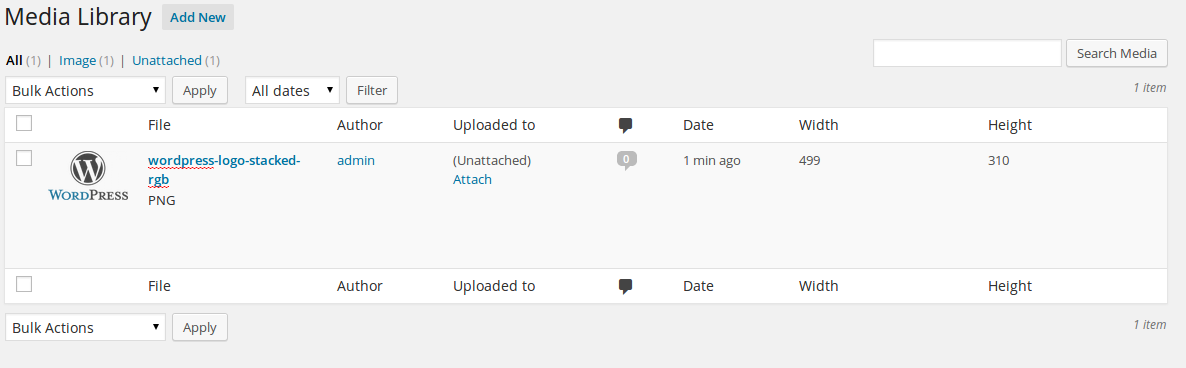 Media Library Add New
All (1) | Image (1) | Unattached (1)
Search Media
Bulk Actions Apply All dates Filter 1 item
File Author Uploaded to Date Width Height
wordpress-logo-stacked- admin (Unattached) 0 1 min ago 499 310
rgb Attach
WORDPRESS PNG
File Author Uploaded to Date Width Height
Bulk Actions Apply 1 item